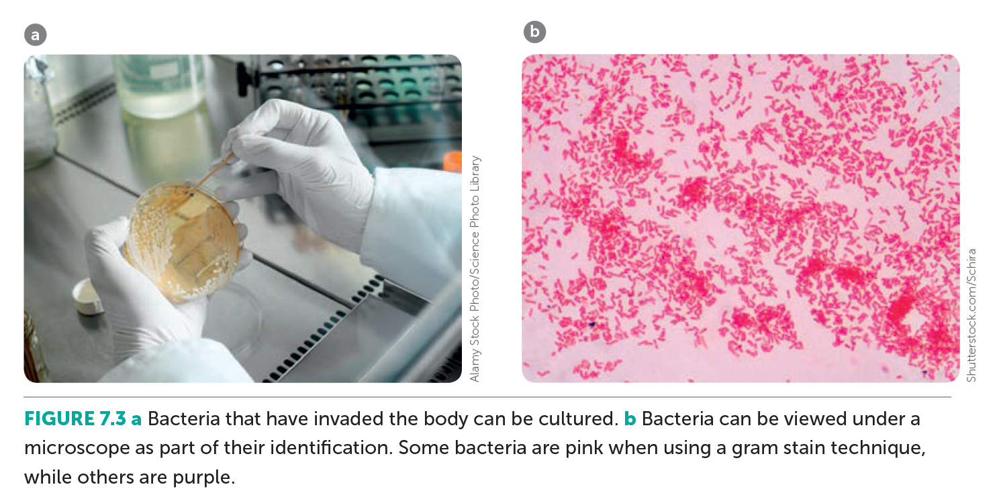 a
b
Alamy Stock Photo/Science Photo Library
Shutterstock.com/Schira
FIGURE 7.3 a Bacteria that have invaded the body can be cultured. b Bacteria can be viewed under a
microscope as part of their identification. Some bacteria are pink when using a gram stain technique,
while others are purple.